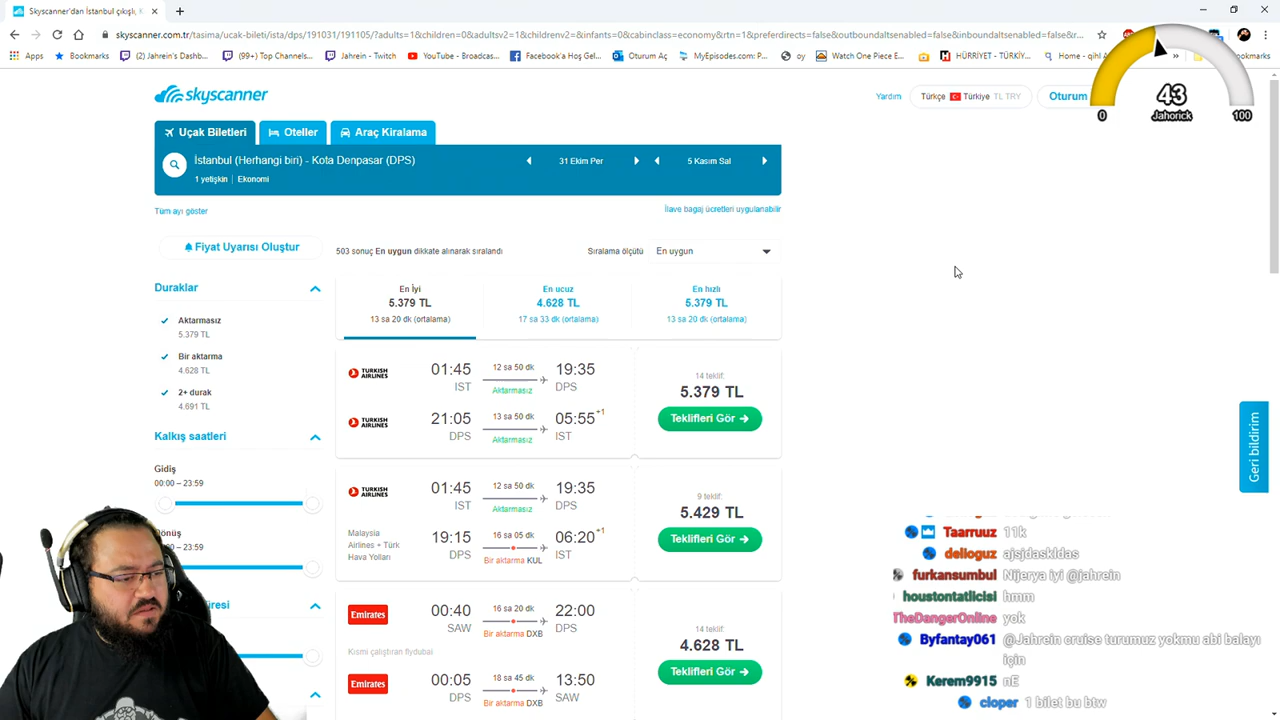 Skyscanner'dan İstanbul çıkışlı, K
skyscanner.com.tr/tasima/ucak-bileti/ista/dps/191031/191105/?adults=1&children=0&adultsv2=1&childrenv2=&infants=0&cabinclass=economy&rtn=1&preferdirects=false&outboundaltsenabled=false&inboundaltsenabled=false&ref=...
Apps
Bookmarks
(2) Jahrein's Dashb...
(99+) Top Channels...
Jahrein - Twitch
YouTube - Broadcas...
Facebook'a Hoş Gel...
Oturum Aç
MyEpisodes.com: P...
oy
Watch One Piece E...
HÜRRİYET - TÜRKİY...
Home - qihl A
okmarks
43
Jahorick
0
100
skyscanner
Yardım
Türkçe
Türkiye
TL TRY
Oturum
Uçak Biletleri
Oteller
Araç Kiralama
İstanbul (Herhangi biri) - Kota Denpasar (DPS)
31 Ekim Per
5 Kasım Sal
1 yetişkin | Ekonomi
Tüm ayı göster
İlave bagaj ücretleri uygulanabilir
Fiyat Uyarısı Oluştur
503 sonuç En uygun dikkate alınarak sıralandı
Sıralama ölçütü
En uygun
Duraklar
Aktarmasız
5.379 TL
Bir aktarma
4.628 TL
2+ durak
4.691 TL
Kalkış saatleri
Gidiş
00:00 – 23:59
Dönüş
– 23:59
En İyi
5.379 TL
13 sa 20 dk (ortalama)
En ucuz
4.628 TL
17 sa 33 dk (ortalama)
En hızlı
5.379 TL
13 sa 20 dk (ortalama)
TURKISH AIRLINES
01:45
IST
12 sa 50 dk
Aktarmasız
19:35
DPS
TURKISH AIRLINES
21:05
DPS
13 sa 50 dk
Aktarmasız
05:55+1
IST
14 teklif:
5.379 TL
Teklifleri Gör
TURKISH AIRLINES
01:45
IST
12 sa 50 dk
Aktarmasız
19:35
DPS
Malaysia
Airlines + Türk
Hava Yolları
19:15
DPS
16 sa 05 dk
Bir aktarma KUL
06:20+1
IST
9 teklif:
5.429 TL
Teklifleri Gör
Emirates
00:40
SAW
16 sa 20 dk
Bir aktarma DXB
22:00
DPS
Kısmi çalıştıran flydubai
Emirates
00:05
DPS
18 sa 45 dk
Bir aktarma DXB
13:50
SAW
14 teklif:
4.628 TL
Teklifleri Gör
Geri bildirim
Taarruuz 11k
delioguz ajsjdaskldas
furkansumbul Nijerya iyi @jahrein
houstontatlicisi hmm
TheDangerOnline yok
Byfantay061 @Jahrein cruise turumuz yokmu abi balayı
için
Kerem9915 nE
cloper 1 bilet bu btw